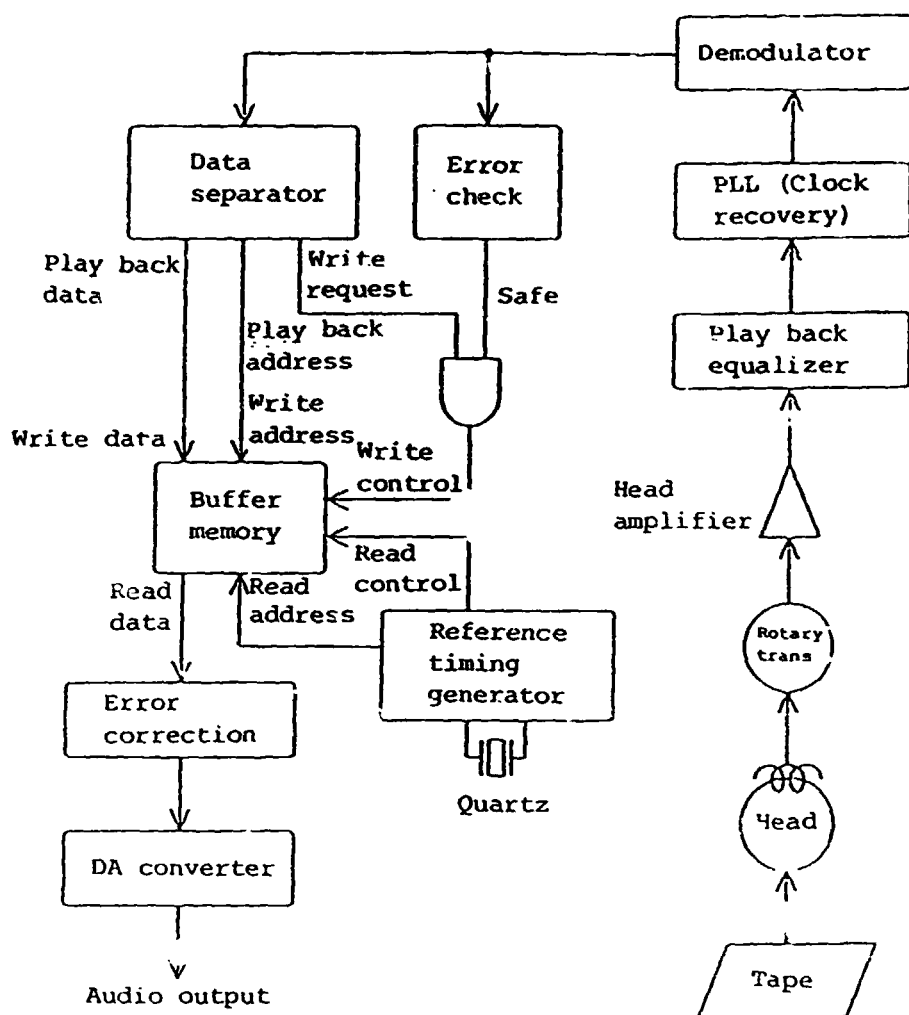 Demodulator
Data
separator
Error
check
PLL (Clock
recovery)
Play back
data
Write
request
Safe
Play back
address
Play back
equalizer
Write data
Write
address
Write
control
Buffer
memory
Head
amplifier
Read
control
Read
data
Read
address
Reference
timing
generator
Rotary
trans
Error
correction
Quartz
Head
DA converter
Tape
Audio output